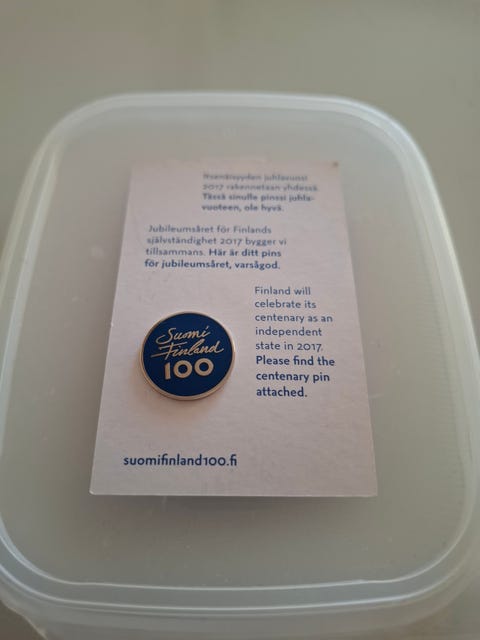 Itsenäisyyden juhlavuosi
2017 rakennetaan yhdessä.
Tässä sinulle pinssi juhla-
vuoteen, ole hyvä.
Jubileumsåret för Finlands
självständighet 2017 bygger vi
tillsammans. Här är ditt pins
för jubileumsåret, varsågod.
Finland will
celebrate its
centenary as an
independent
state in 2017.
Please find the
centenary pin
attached.
Suomi
Finland
100
suomifinland100.fi